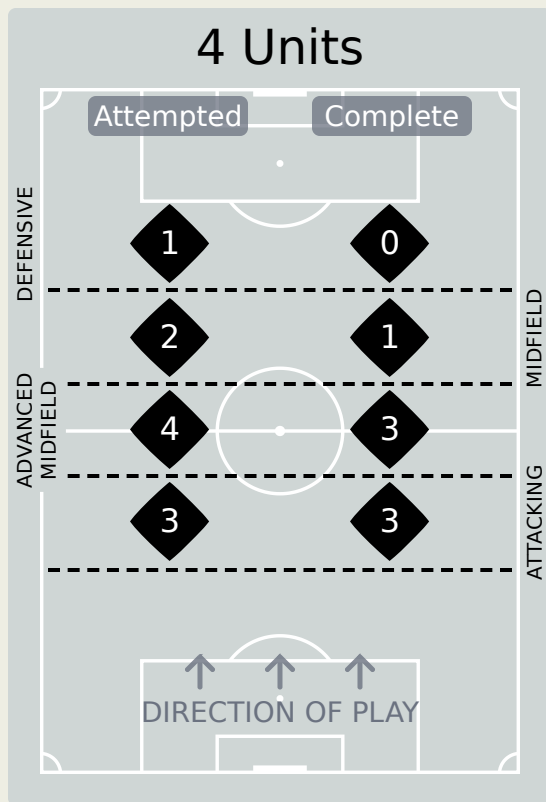 4 Units
Attempted
Complete
DEFENSIVE
1
0
MIDFIELD
2
1
ADVANCED
MIDFIELD
4
3
ATTACKING
3
3
DIRECTION OF PLAY